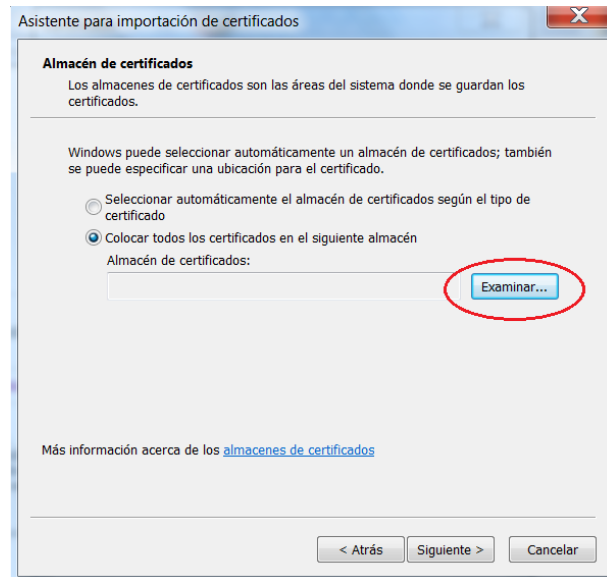 Asistente para importación de certificados
Almacén de certificados
Los almacenes de certificados son las áreas del sistema donde se guardan los
certificados.
Windows puede seleccionar automáticamente un almacén de certificados; también
se puede especificar una ubicación para el certificado.
Seleccionar automáticamente el almacén de certificados según el tipo de
certificado
Colocar todos los certificados en el siguiente almacén
Almacén de certificados:
Examinar...
Más información acerca de los almacenes de certificados
< Atrás Siguiente > Cancelar